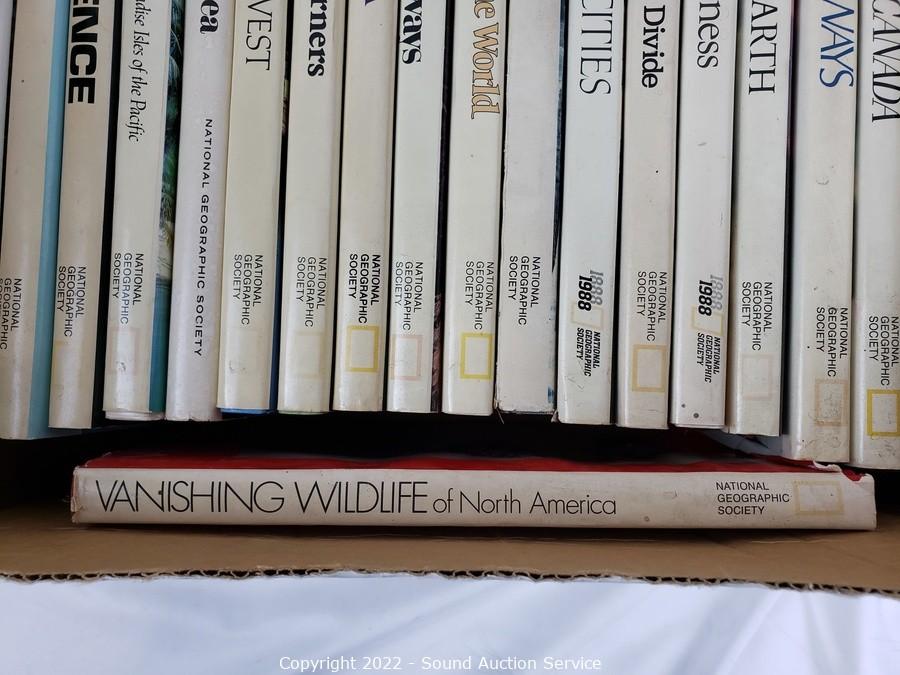 NATIONAL
GEOGRAPHIC
ENCE
NATIONAL
GEOGRAPHIC
SOCIETY
adise Isles of the Pacific
NATIONAL
GEOGRAPHIC
SOCIETY
ea
NATIONAL GEOGRAPHIC SOCIETY
VEST
NATIONAL
GEOGRAPHIC
SOCIETY
rners
NATIONAL
GEOGRAPHIC
SOCIETY
NATIONAL
GEOGRAPHIC
SOCIETY
ways
NATIONAL
GEOGRAPHIC
SOCIETY
e World
NATIONAL
GEOGRAPHIC
SOCIETY
NATIONAL
GEOGRAPHIC
SOCIETY
CITIES
1888
1988
NATIONAL
GEOGRAPHIC
SOCIETY
Divide
NATIONAL
GEOGRAPHIC
SOCIETY
ness
1888
1988
NATIONAL
GEOGRAPHIC
SOCIETY
ARTH
NATIONAL
GEOGRAPHIC
SOCIETY
WAYS
NATIONAL
GEOGRAPHIC
SOCIETY
CANADA
NATIONAL
GEOGRAPHIC
SOCIETY
VANISHING WILDLIFE of North America
NATIONAL
GEOGRAPHIC
SOCIETY
Copyright 2022 - Sound Auction Service